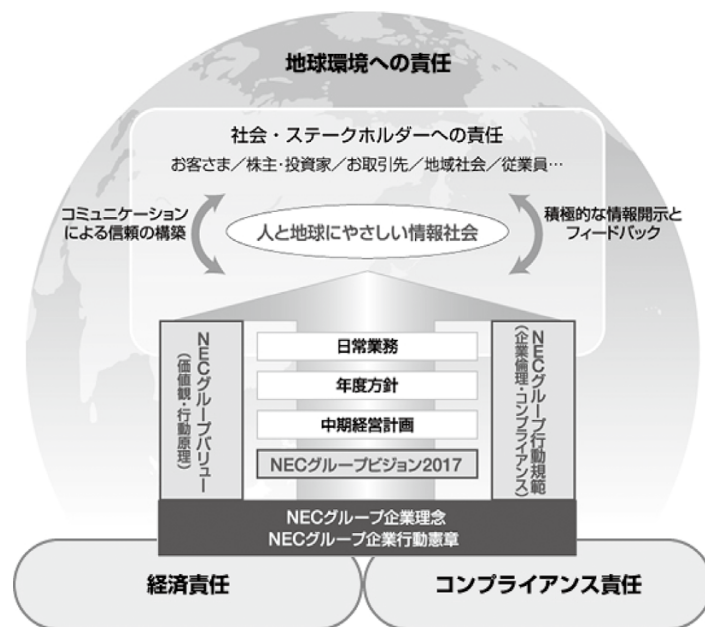 地球環境への責任
社会・ステークホルダーへの責任
お客さま／株主・投資家／お取引先／地域社会／従業員…
コミュニケーション
による信頼の構築
積極的な情報開示と
フィードバック
人と地球にやさしい情報社会
NECグループバリュー
（価値観・行動原理）
日常業務
年度方針
中期経営計画
NECグループビジョン2017
NECグループ行動規範
（企業倫理・コンプライアンス）
NECグループ企業理念
NECグループ企業行動憲章
経済責任
コンプライアンス責任